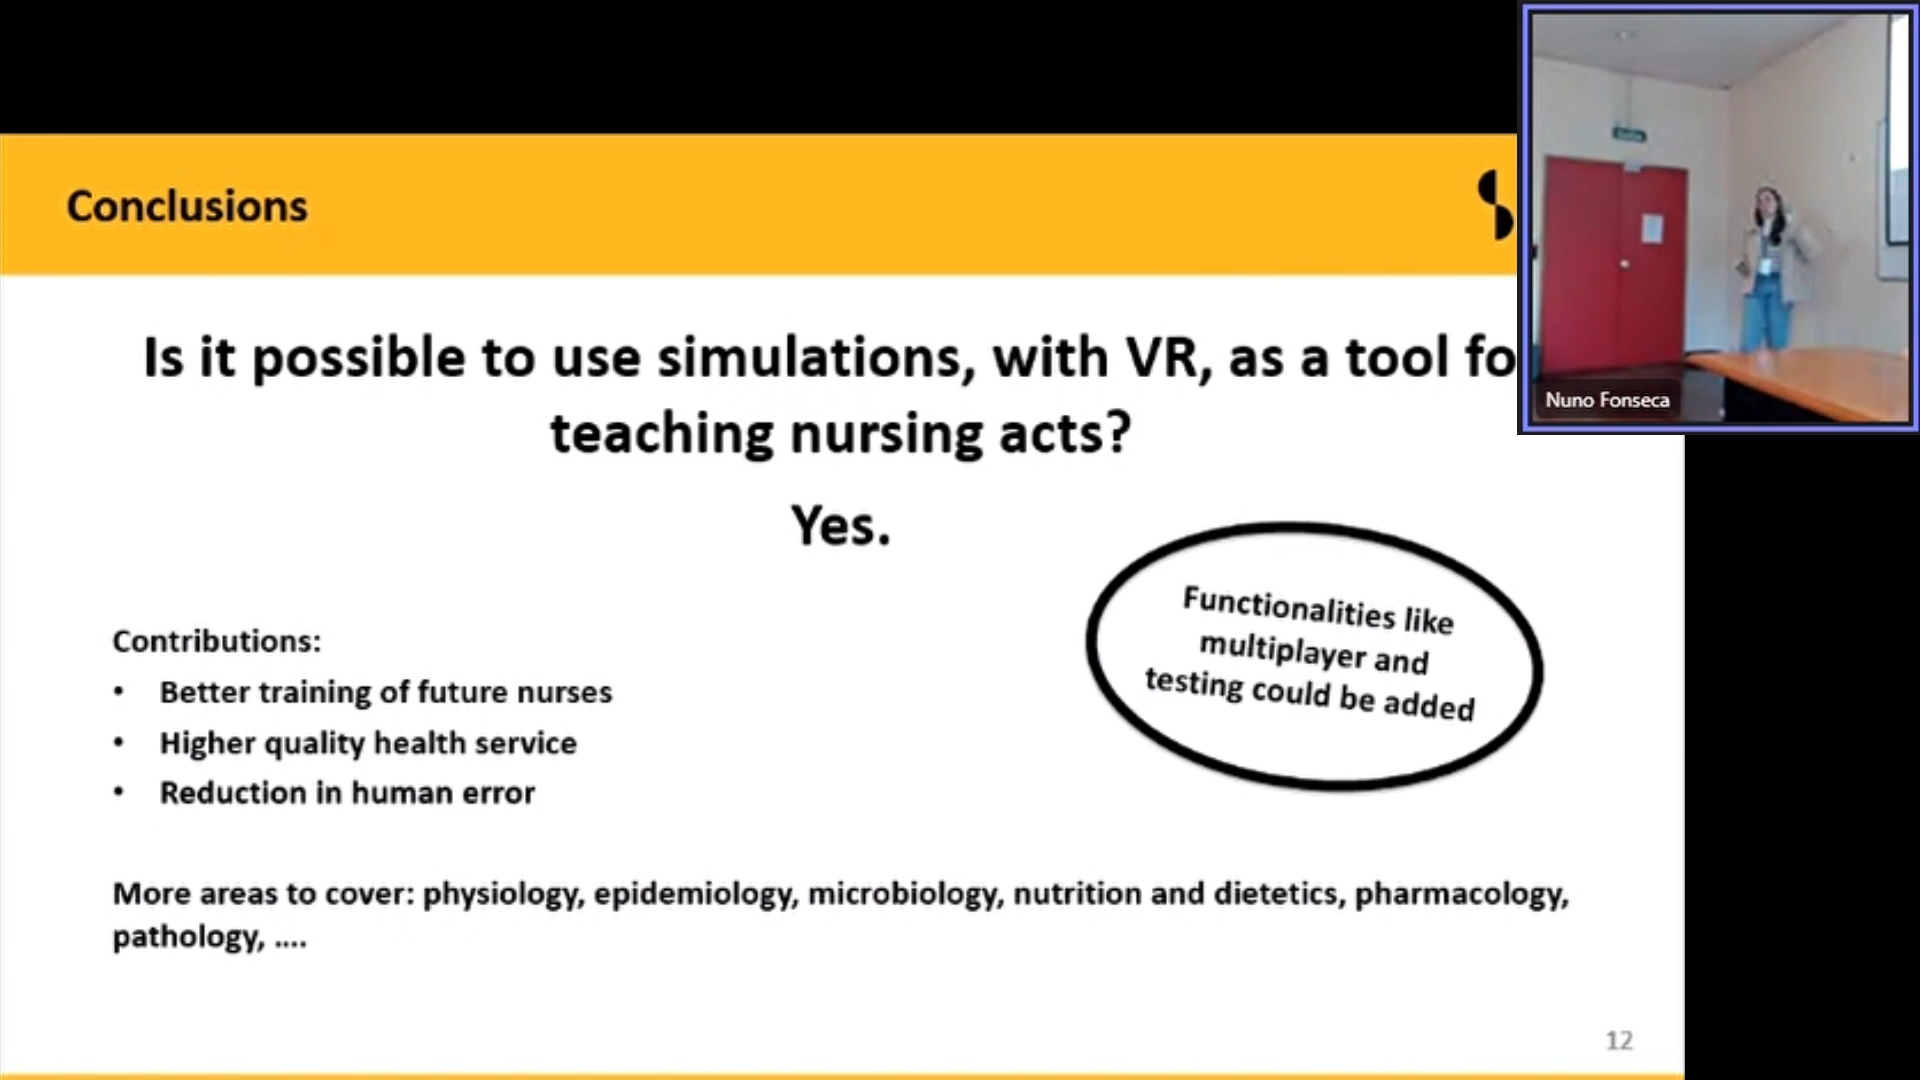 Conclusions
Is it possible to use simulations, with VR, as a tool fo
teaching nursing acts?
Yes.
Functionalities like
multiplayer and
testing could be added
Contributions:
• Better training of future nurses
• Higher quality health service
• Reduction in human error
More areas to cover: physiology, epidemiology, microbiology, nutrition and dietetics, pharmacology,
pathology, ....
12
Nuno Fonseca